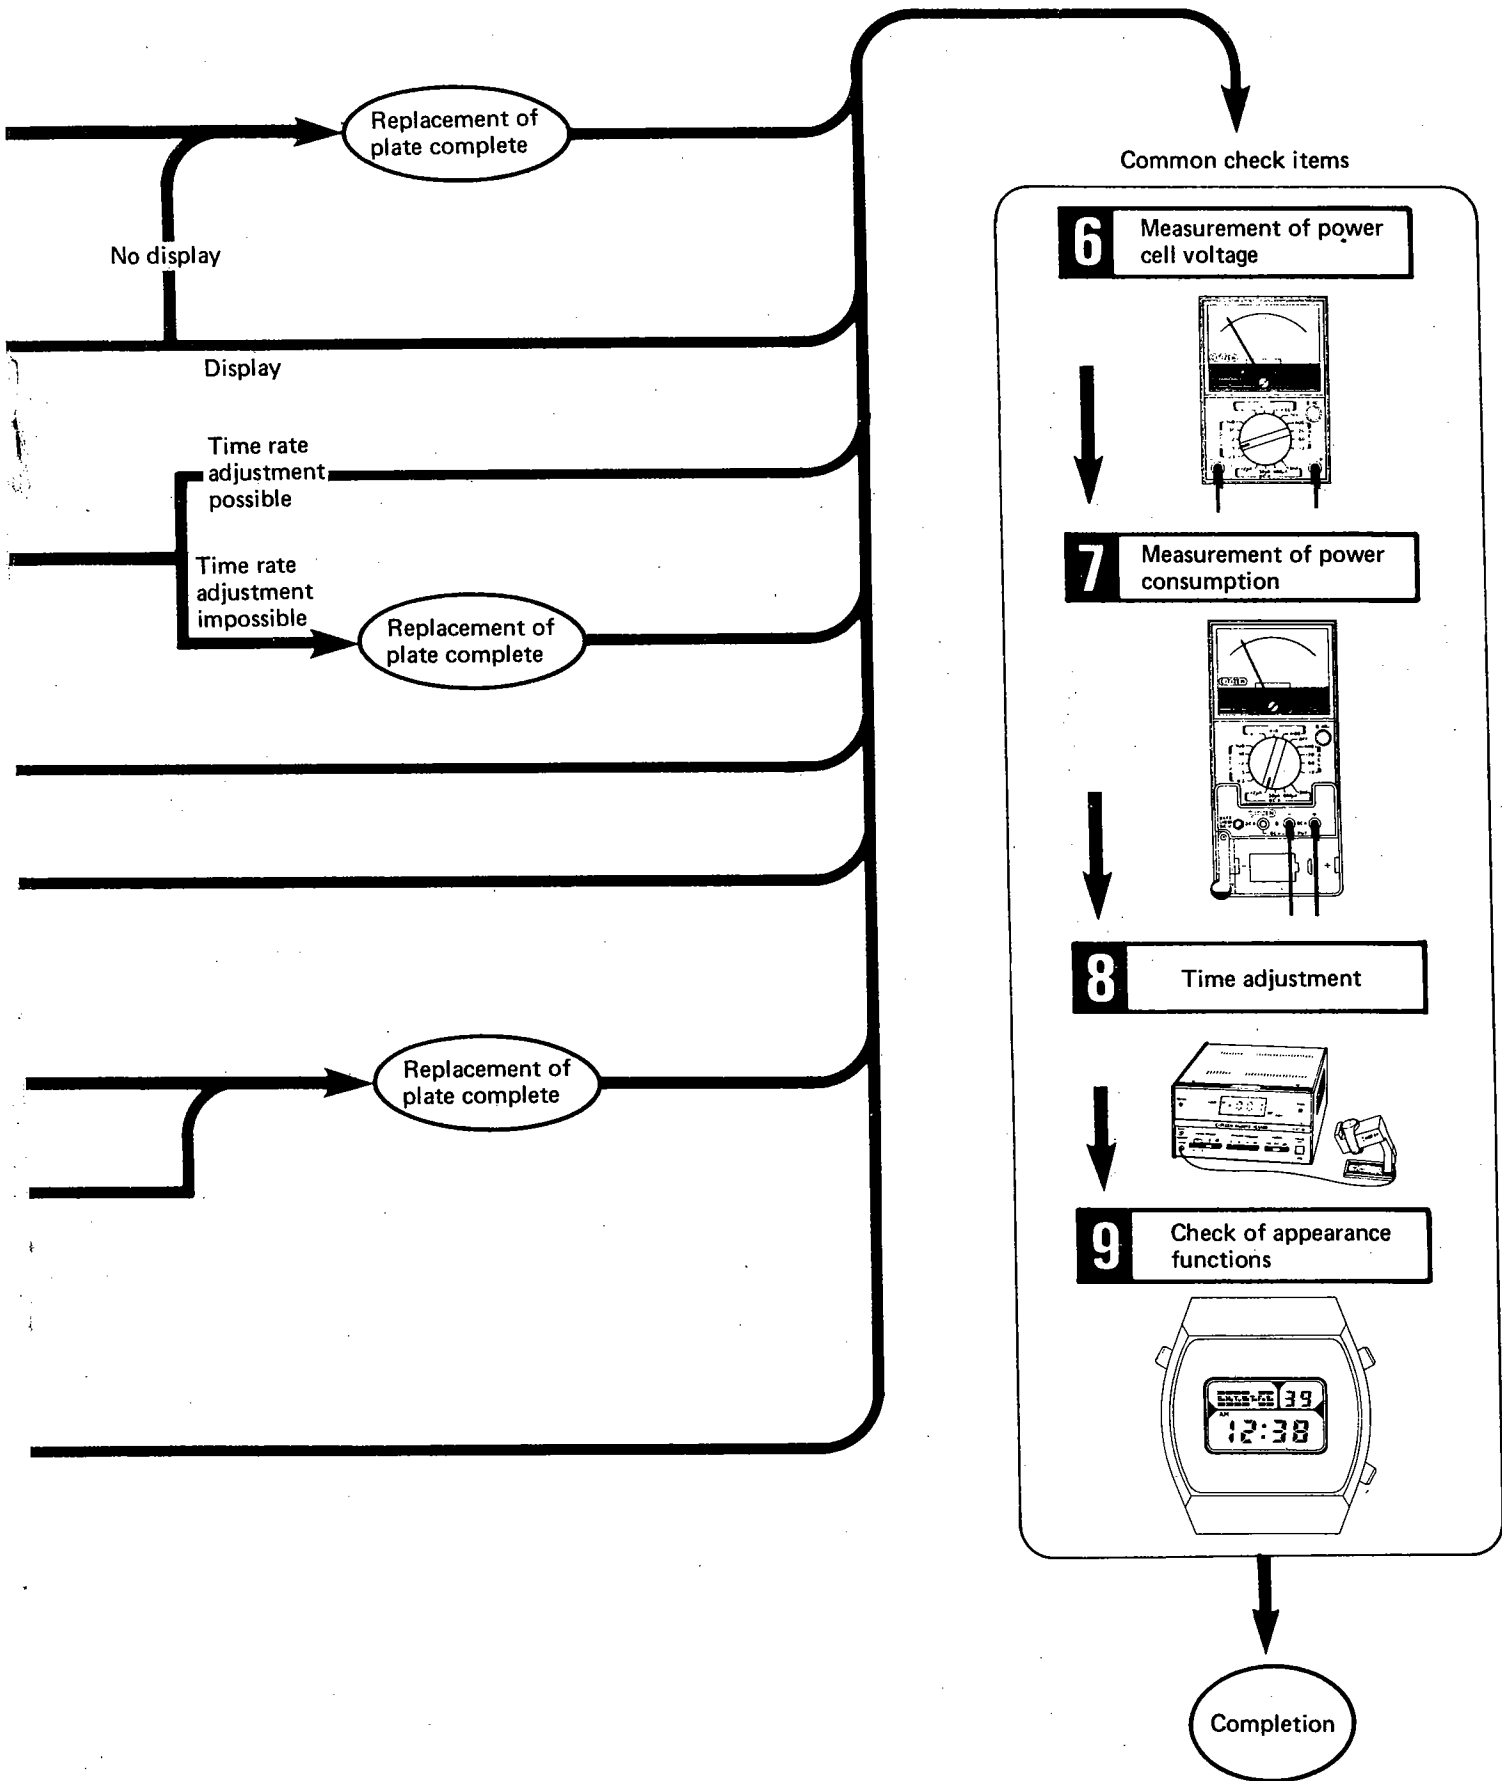 Replacement of
plate complete
No display
Display
Time rate
adjustment
possible
Time rate
adjustment
impossible
Replacement of
plate complete
Replacement of
plate complete
Common check items
6
Measurement of power
cell voltage
7
Measurement of power
consumption
8
Time adjustment
9
Check of appearance
functions
39
AM
12:38
Completion